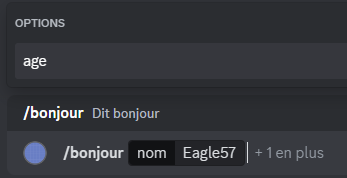 OPTIONS
age
/bonjour Dit bonjour
/bonjour nom Eagle57 + 1 en plus